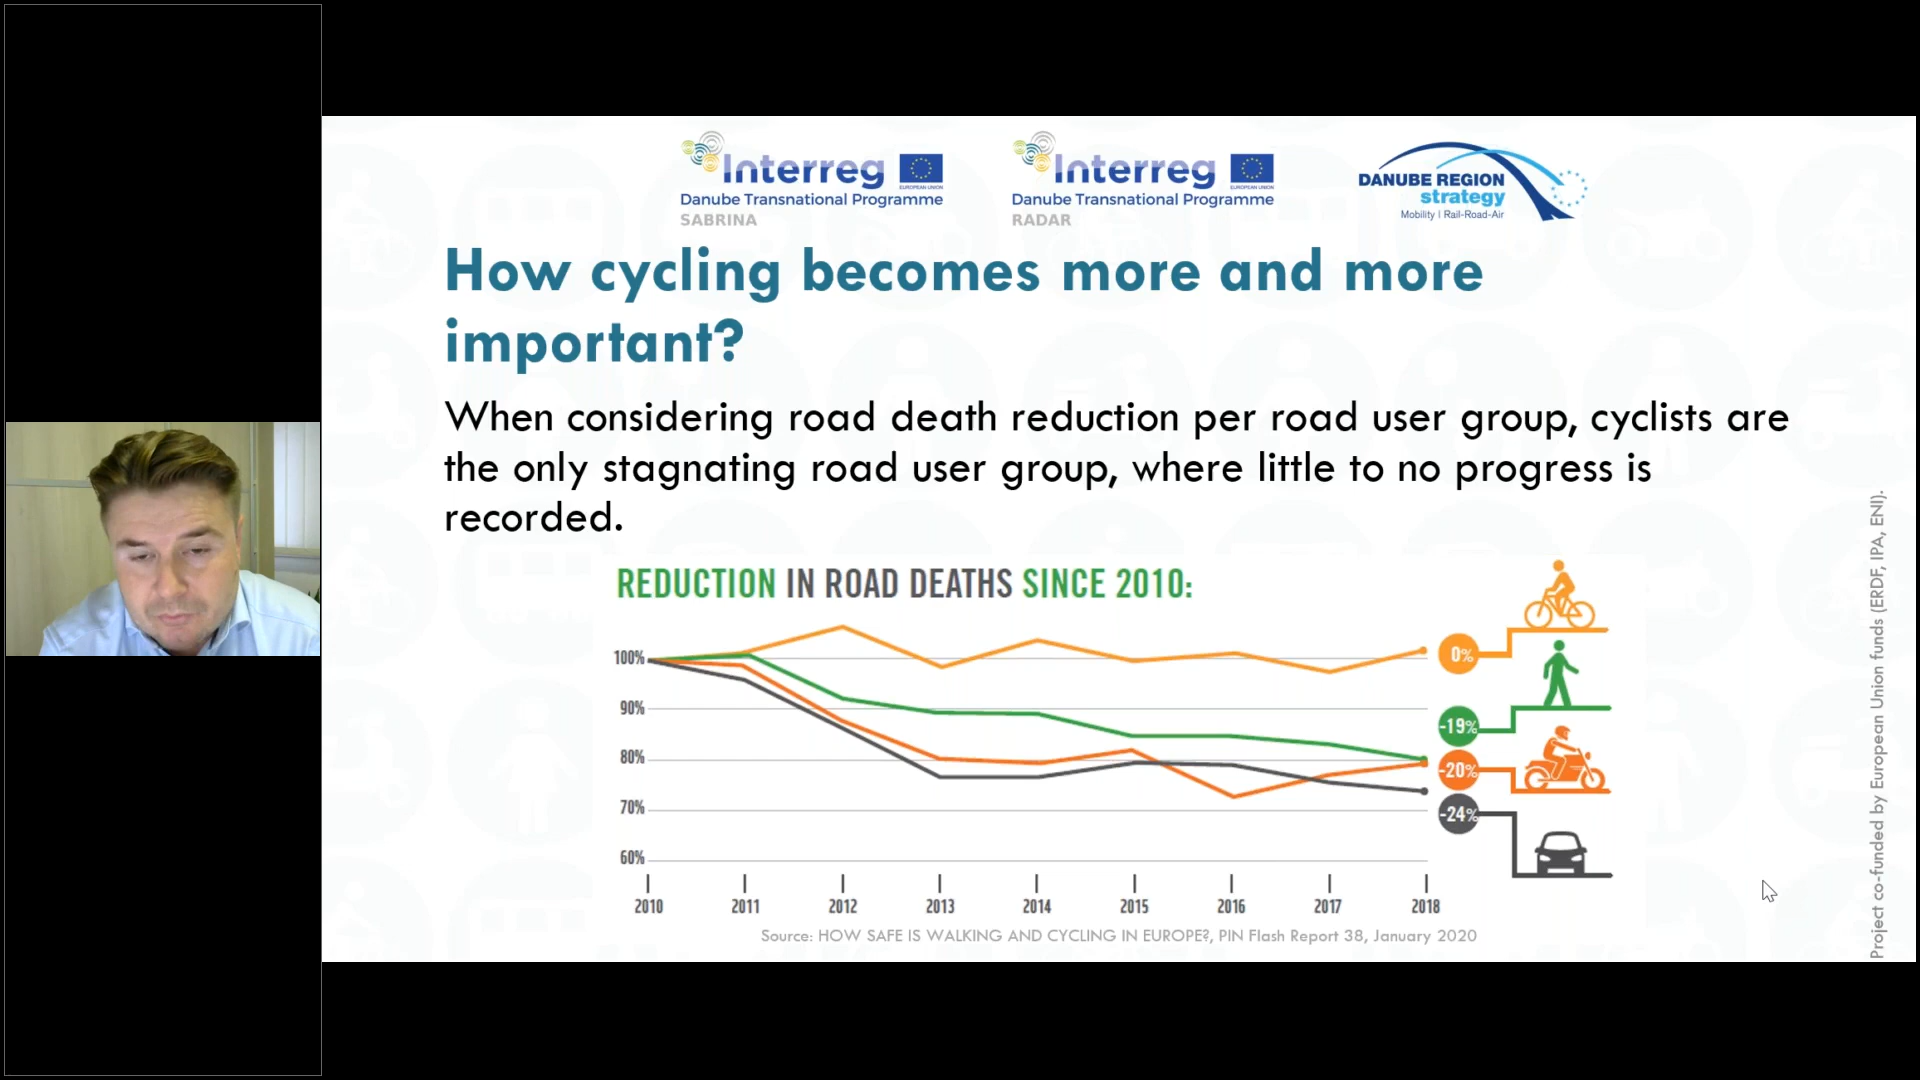 Interreg
EUROPEAN UNION
Danube Transnational Programme
SABRINA
Interreg
EUROPEAN UNION
Danube Transnational Programme
RADAR
DANUBE REGION
strategy
Mobility | Rail-Road-Air
How cycling becomes more and more
important?
When considering road death reduction per road user group, cyclists are
the only stagnating road user group, where little to no progress is
recorded.
REDUCTION IN ROAD DEATHS SINCE 2010:
100%
90%
80%
70%
60%
0%
-19%
-20%
-24%
2010 2011 2012 2013 2014 2015 2016 2017 2018
Source: HOW SAFE IS WALKING AND CYCLING IN EUROPE?, PIN Flash Report 38, January 2020
Project co-funded by European Union funds (ERDF, IPA, ENI).